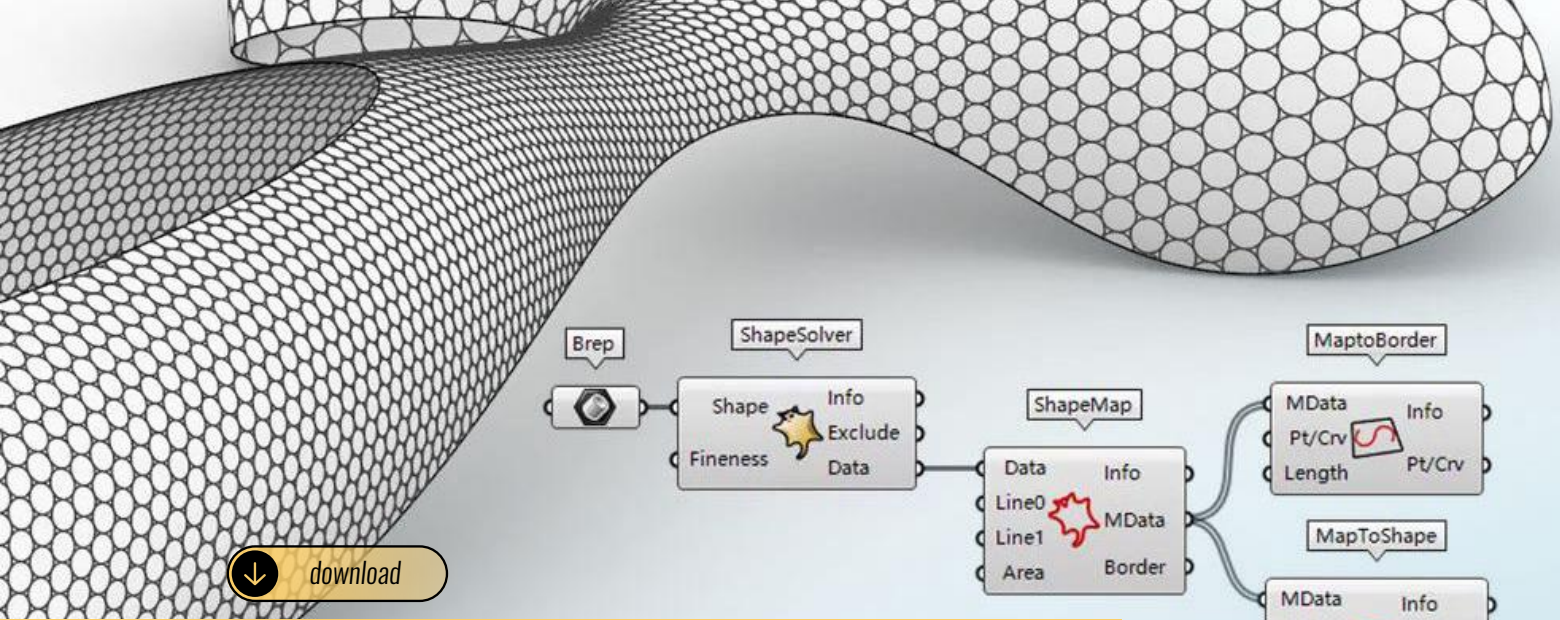 Brep
ShapeSolver
Shape
Fineness
Info
Exclude
Data
ShapeMap
Data
Line0
Line1
Area
Info
MData
Border
MaptoBorder
MData
Pt/Crv
Length
Info
Pt/Crv
MapToShape
MData
Info
download